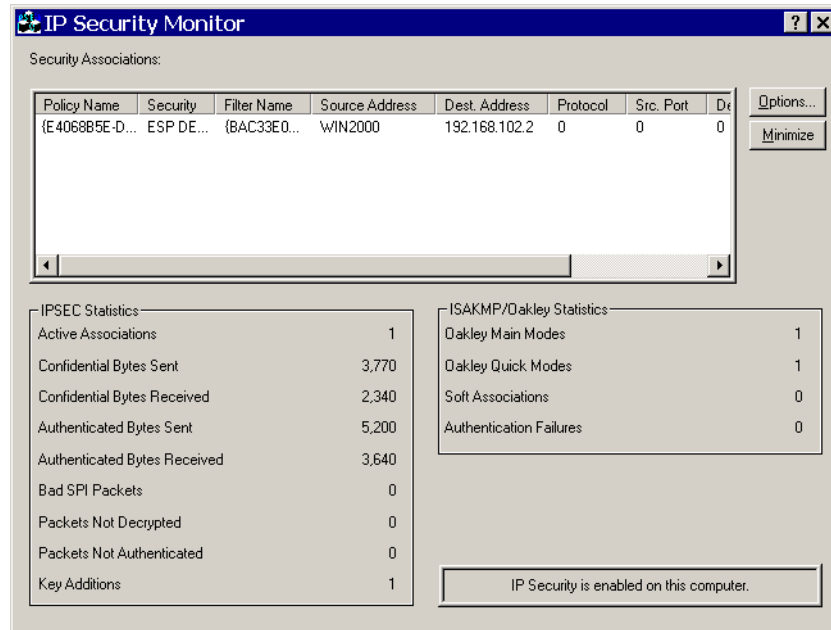 IP Security Monitor
Security Associations:
Policy Name Security Filter Name Source Address Dest. Address Protocol Src. Port De
{E4068B5E-D... ESP DE... {BAC33E0... WIN2000 192.168.102.2 0 0 0
Options...
Minimize
IPSEC Statistics
Active Associations 1
Confidential Bytes Sent 3,770
Confidential Bytes Received 2,340
Authenticated Bytes Sent 5,200
Authenticated Bytes Received 3,640
Bad SPI Packets 0
Packets Not Decrypted 0
Packets Not Authenticated 0
Key Additions 1
ISAKMP/Oakley Statistics
Oakley Main Modes 1
Oakley Quick Modes 1
Soft Associations 0
Authentication Failures 0
IP Security is enabled on this computer.